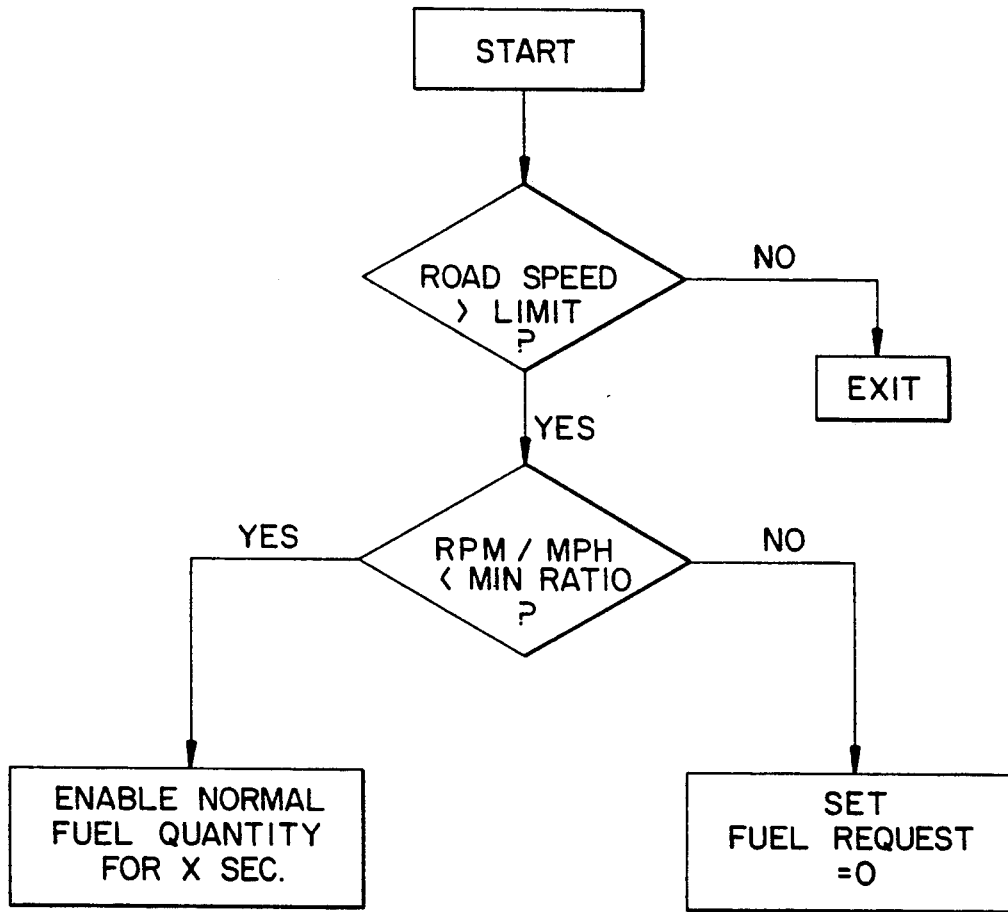 START
ROAD SPEED
> LIMIT
?
NO
EXIT
YES
YES
RPM / MPH
< MIN RATIO
?
NO
ENABLE NORMAL
FUEL QUANTITY
FOR X SEC.
SET
FUEL REQUEST
=0